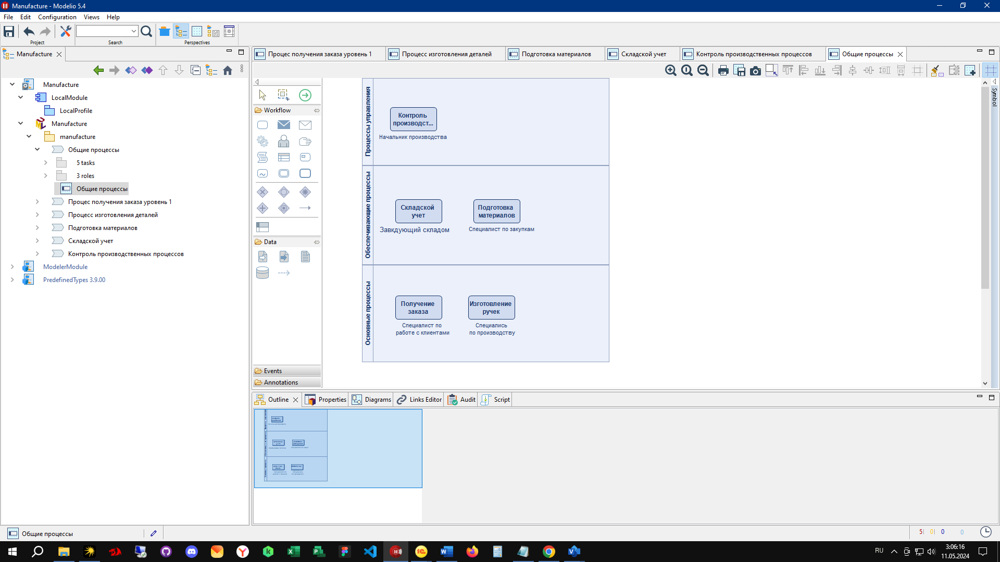 Manufacture - Modelio 5.4
File Edit Configuration Views Help
Project Search Perspectives
Manufacture
Процес получения заказа уровень 1
Процесс изготовления деталей
Подготовка материалов
Складской учет
Контроль производственных процессов
Общие процессы
Manufacture
LocalModule
LocalProfile
Manufacture
manufacture
Общие процессы
5 tasks
3 roles
Общие процессы
Процес получения заказа уровень 1
Процесс изготовления деталей
Подготовка материалов
Складской учет
Контроль производственных процессов
ModelerModule
PredefinedTypes 3.9.00
Workflow
Data
Events
Annotations
Symbol
Процессы управления
Контроль
производст...
Начальник производства
Обеспечивающие процессы
Складской
учет
Завкдующий складом
Подготовка
материалов
Специалист по закупкам
Основные процессы
Получение
заказа
Специалист по
работе с клиентами
Изготовление
ручек
Специались
по производству
Outline Properties Diagrams Links Editor Audit Script
Общие процессы
5 0 0 0
RU
3:06:16
11.05.2024